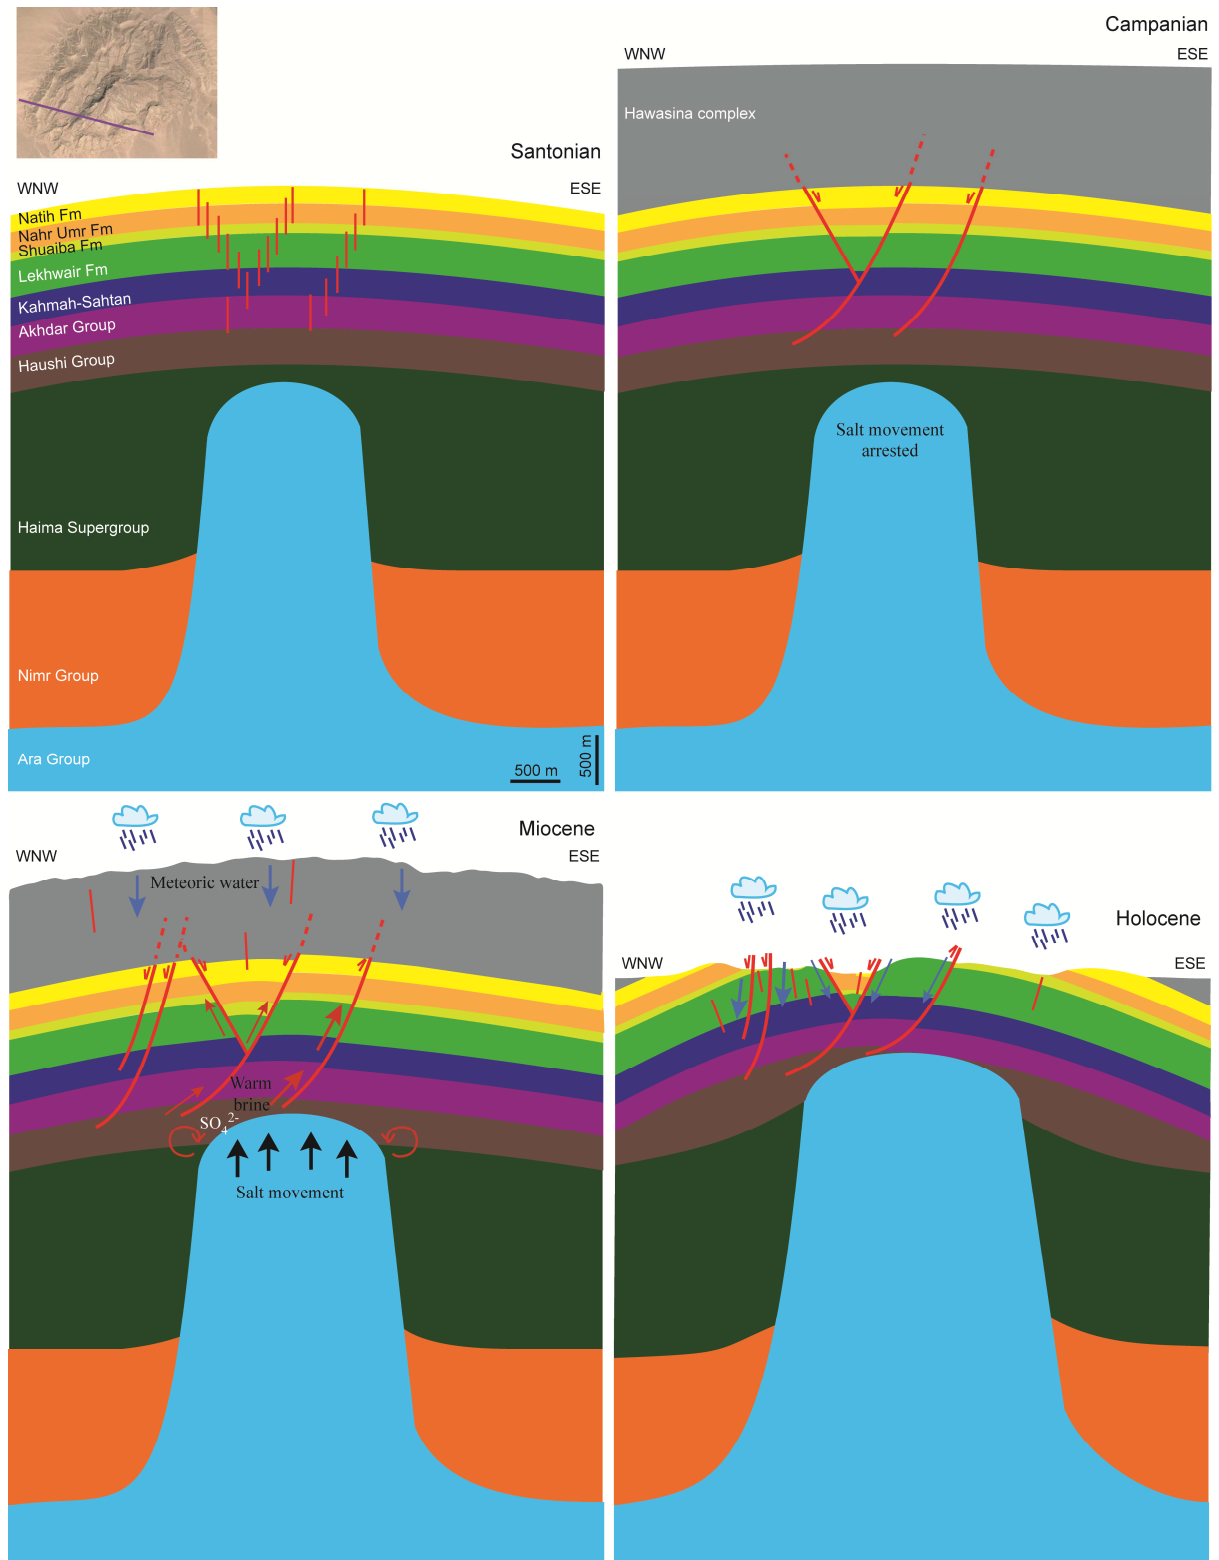 Santonian
WNW
ESE
Natih Fm
Nahr Umr Fm
Shuaiba Fm
Lekhwair Fm
Kahmah-Sahtan
Akhdar Group
Haushi Group
Haima Supergroup
Nimr Group
Ara Group
500 m
500 m
Campanian
WNW
ESE
Hawasina complex
Salt movement
arrested
Miocene
WNW
ESE
Meteoric water
Warm
brine
SO₄²⁻
Salt movement
Holocene
WNW
ESE